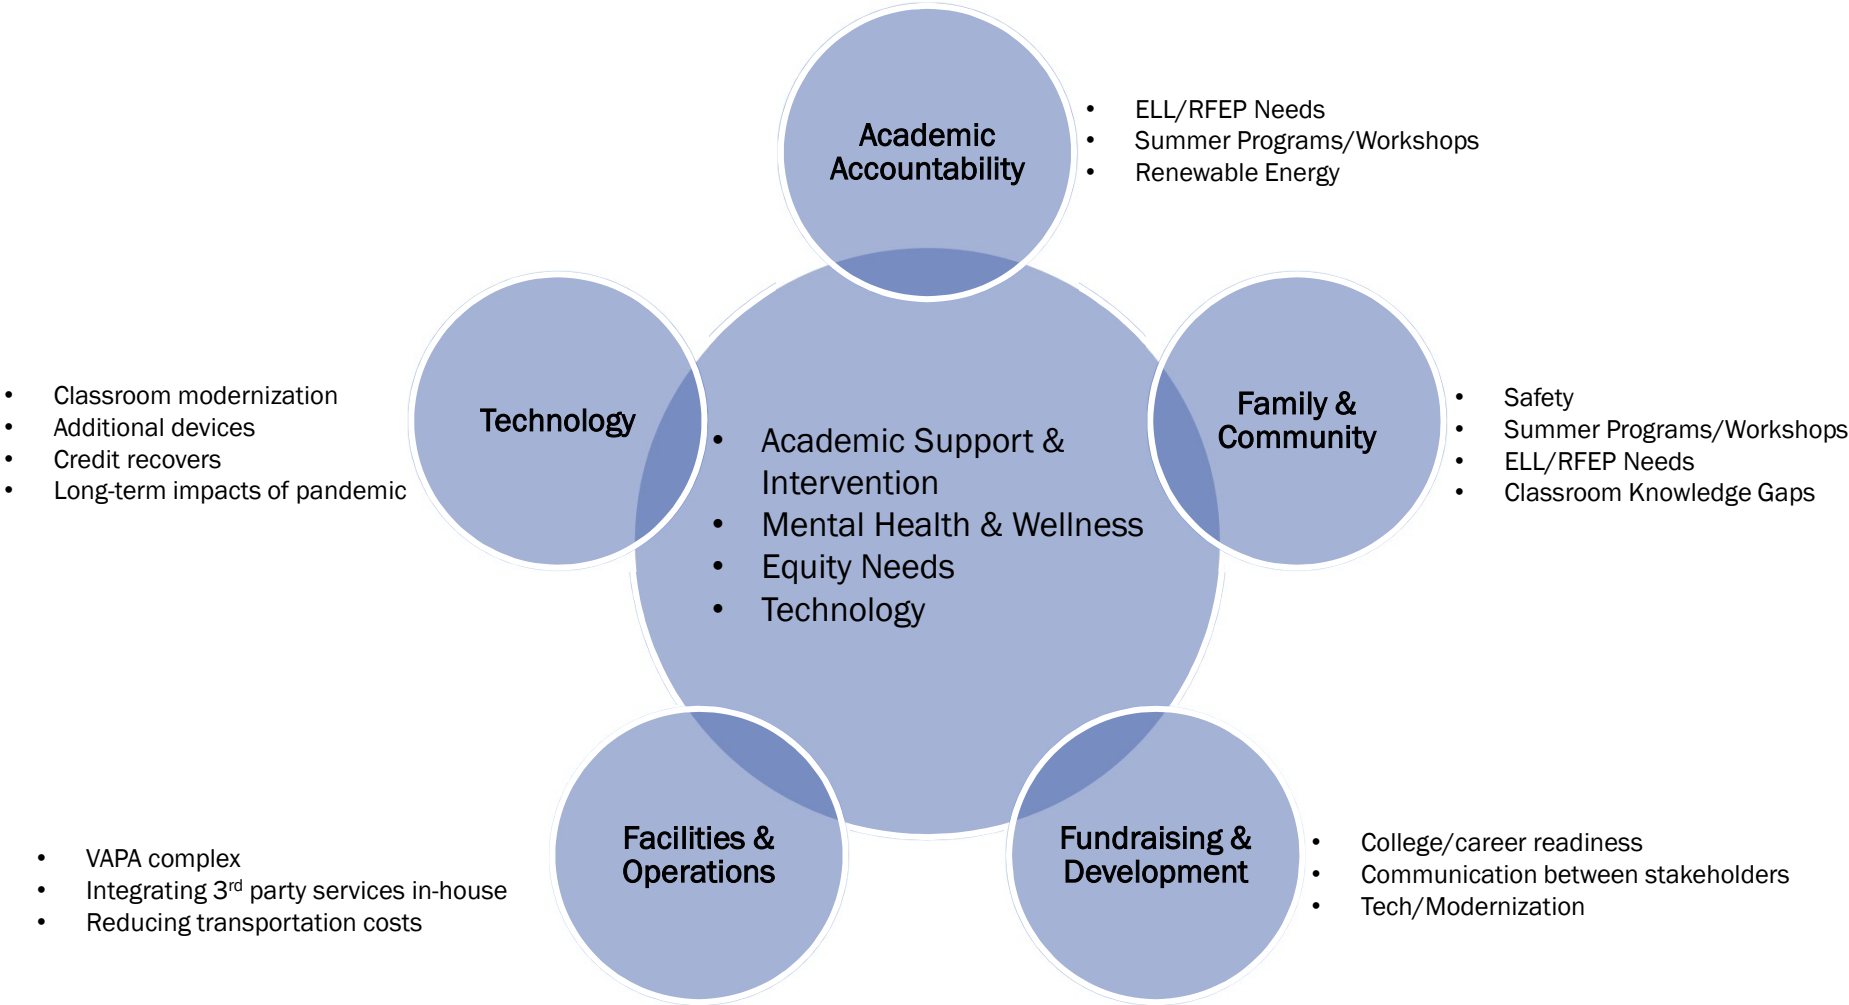 Academic
Accountability
• ELL/RFEP Needs
• Summer Programs/Workshops
• Renewable Energy
Technology
• Classroom modernization
• Additional devices
• Credit recovers
• Long-term impacts of pandemic
• Academic Support &
Intervention
• Mental Health & Wellness
• Equity Needs
• Technology
Family &
Community
• Safety
• Summer Programs/Workshops
• ELL/RFEP Needs
• Classroom Knowledge Gaps
Facilities &
Operations
• VAPA complex
• Integrating 3rd party services in-house
• Reducing transportation costs
Fundraising &
Development
• College/career readiness
• Communication between stakeholders
• Tech/Modernization